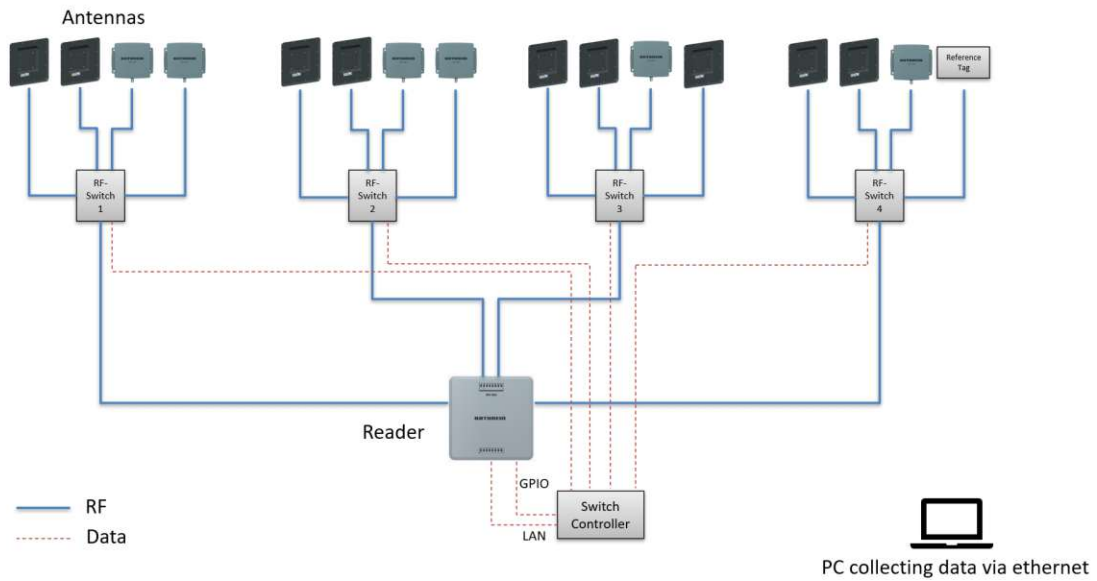 Antennas
Reference
Tag
RF-
Switch
1
RF-
Switch
2
RF-
Switch
3
RF-
Switch
4
Reader
GPIO
LAN
Switch
Controller
RF
Data
PC collecting data via ethernet